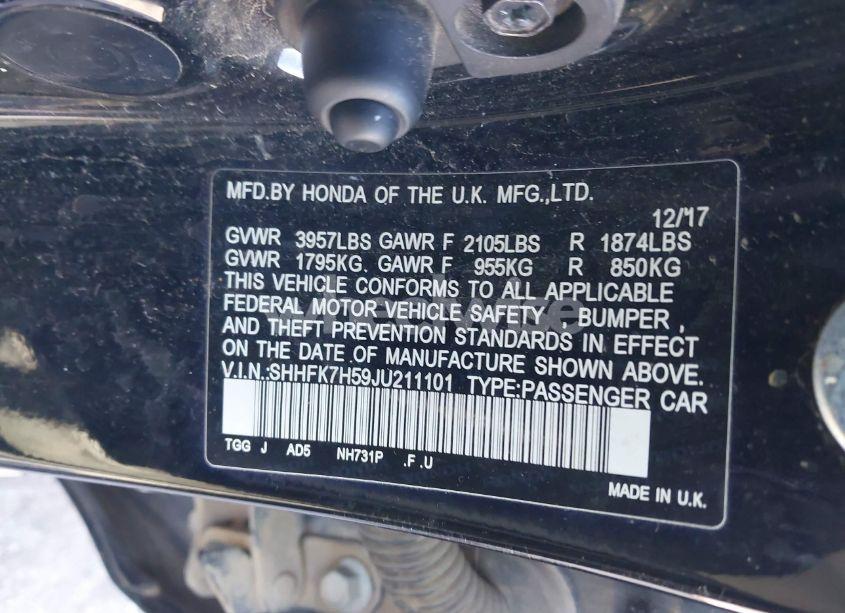 MFD.BY HONDA OF THE U.K. MFG.,LTD.
12/'17
GVWR 3957LBS GAWR F 2105LBS R 1874LBS
GVWR 1795KG. GAWR F 955KG R 850KG
THIS VEHICLE CONFORMS TO ALL APPLICABLE
FEDERAL MOTOR VEHICLE SAFETY / BUMPER ,
AND THEFT PREVENTION STANDARDS IN EFFECT
ON THE DATE OF MANUFACTURE SHOWN ABOVE.
V.I.N.:SHHFK7H59JU211101 TYPE:PASSENGER CAR
TGG J AD5 NH731P .F .U
MADE IN U.K.